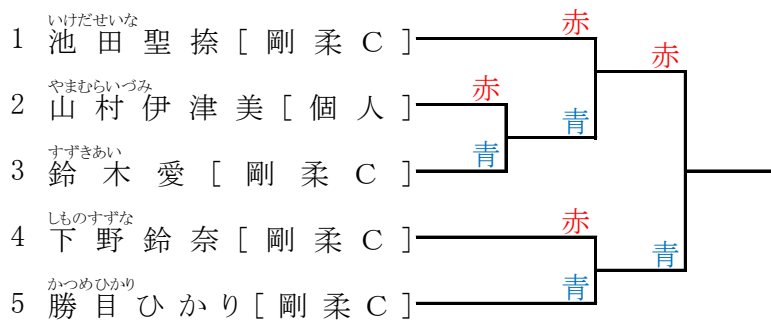 いけだせいな
1 池田聖捺[剛柔C]
赤
赤
やまむらいづみ
2 山村伊津美[個人]
赤
青
すずきあい
3 鈴木愛[剛柔C]
青
しものすずな
4 下野鈴奈[剛柔C]
赤
青
かつめひかり
5 勝目ひかり[剛柔C]
青